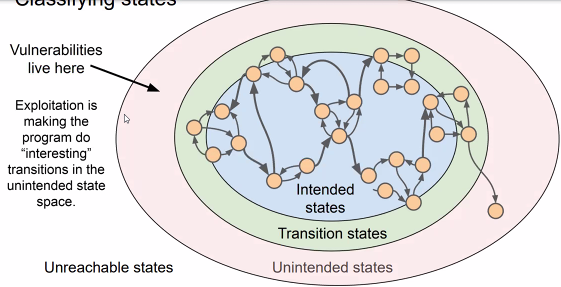 Classifying states
Vulnerabilities
live here
Exploitation is
making the
program do
“interesting”
transitions in the
unintended state
space.
Intended
states
Transition states
Unreachable states
Unintended states